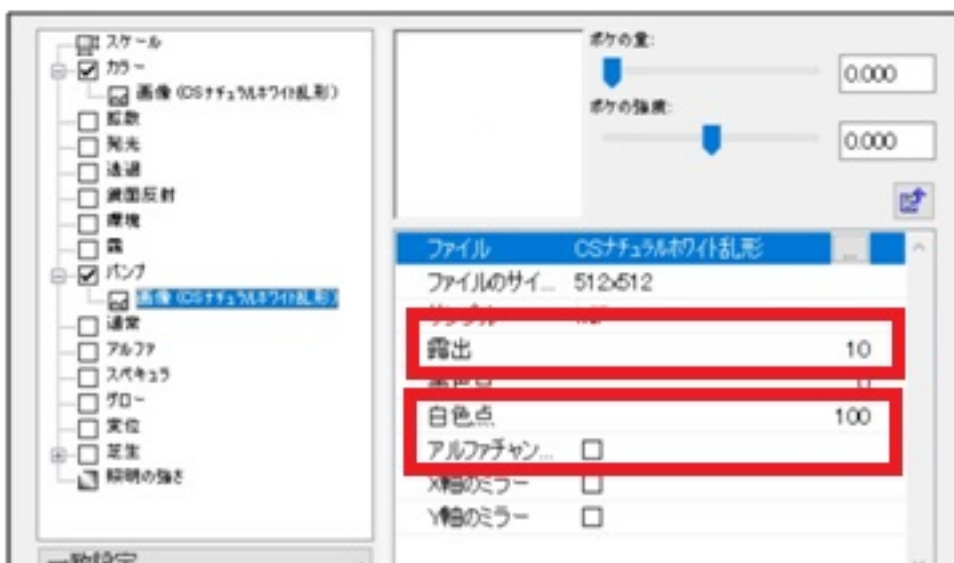 スケール
カラー
画像 (CSナチュラルホワイト乱形)
拡散
発光
透過
鏡面反射
環境
霧
バンプ
画像 (CSナチュラルホワイト乱形)
通常
アルファ
スペキュラ
グロー
変位
芝生
照明の強さ
ボケの量:
0.000
ボケの強度:
0.000
ファイル CSナチュラルホワイト乱形 ...
ファイルのサイ... 512x512
露出 10
白色点 100
アルファチャン...
X軸のミラー
Y軸のミラー